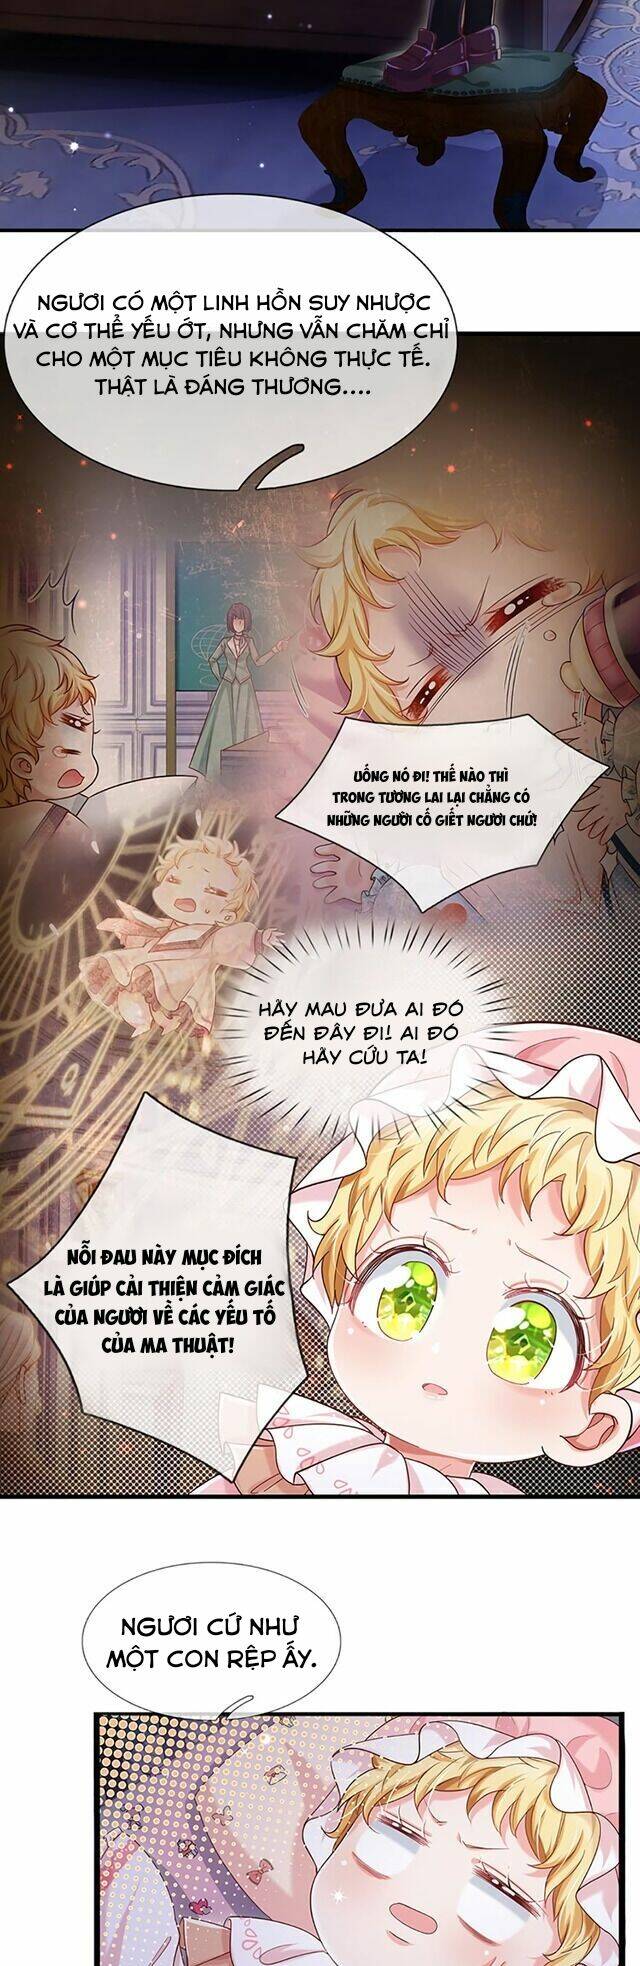 NGƯƠI CÓ MỘT LINH HỒN SUY NHƯỢC
VÀ CƠ THỂ YẾU ỚT, NHƯNG VẪN CHĂM CHỈ
CHO MỘT MỤC TIÊU KHÔNG THỰC TẾ.
THẬT LÀ ĐÁNG THƯƠNG....
UỐNG NÓ ĐI! THẾ NÀO THÌ
TRONG TƯƠNG LAI LẠI CHẲNG CÓ
NHỮNG NGƯỜI CỐ GIẾT NGƯƠI CHỨ!
HÃY MAU ĐƯA AI ĐÓ
ĐẾN ĐÂY ĐI! AI ĐÓ
HÃY CỨU TA!
NỖI ĐAU NÀY MỤC ĐÍCH
LÀ GIÚP CẢI THIỆN CẢM GIÁC
CỦA NGƯƠI VỀ CÁC YẾU TỐ
CỦA MA THUẬT!
NGƯƠI CỨ NHƯ
MỘT CON RỆP ẤY.